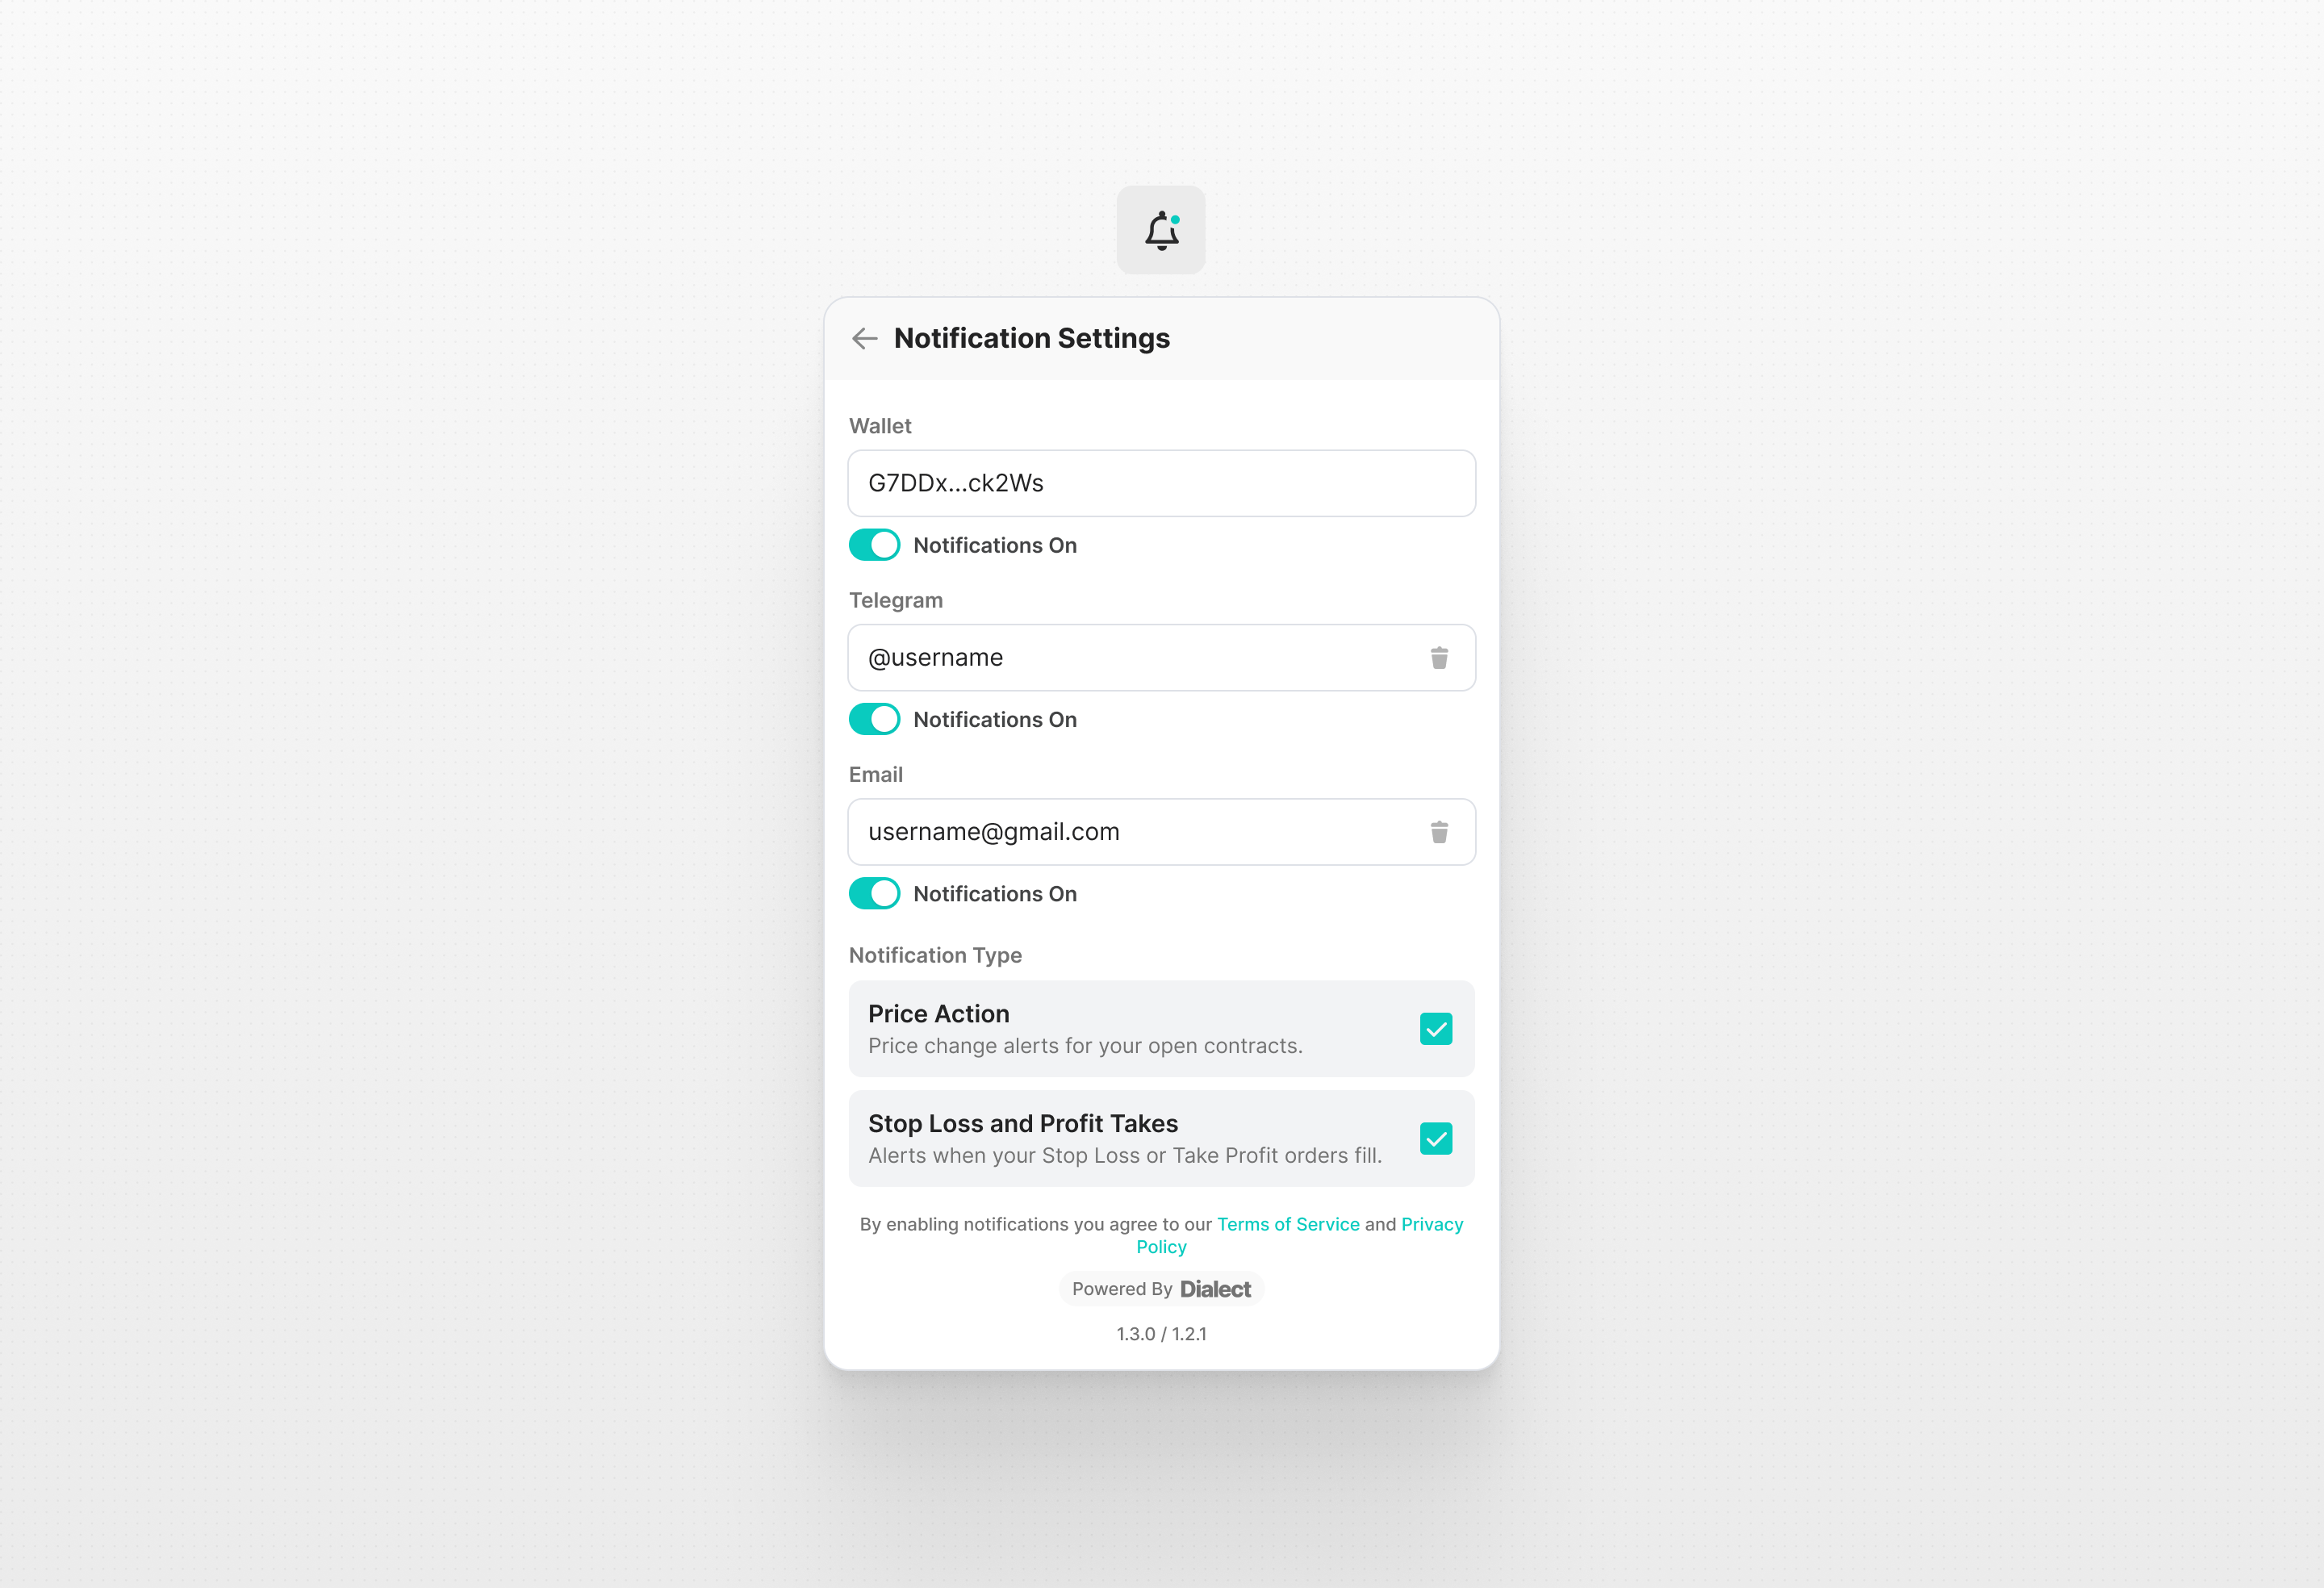 Notification Settings
Wallet
G7DDx...ck2Ws
Notifications On
Telegram
@username
Notifications On
Email
username@gmail.com
Notifications On
Notification Type
Price Action
Price change alerts for your open contracts.
Stop Loss and Profit Takes
Alerts when your Stop Loss or Take Profit orders fill.
By enabling notifications you agree to our Terms of Service and Privacy
Policy
Powered By Dialect
1.3.0 / 1.2.1